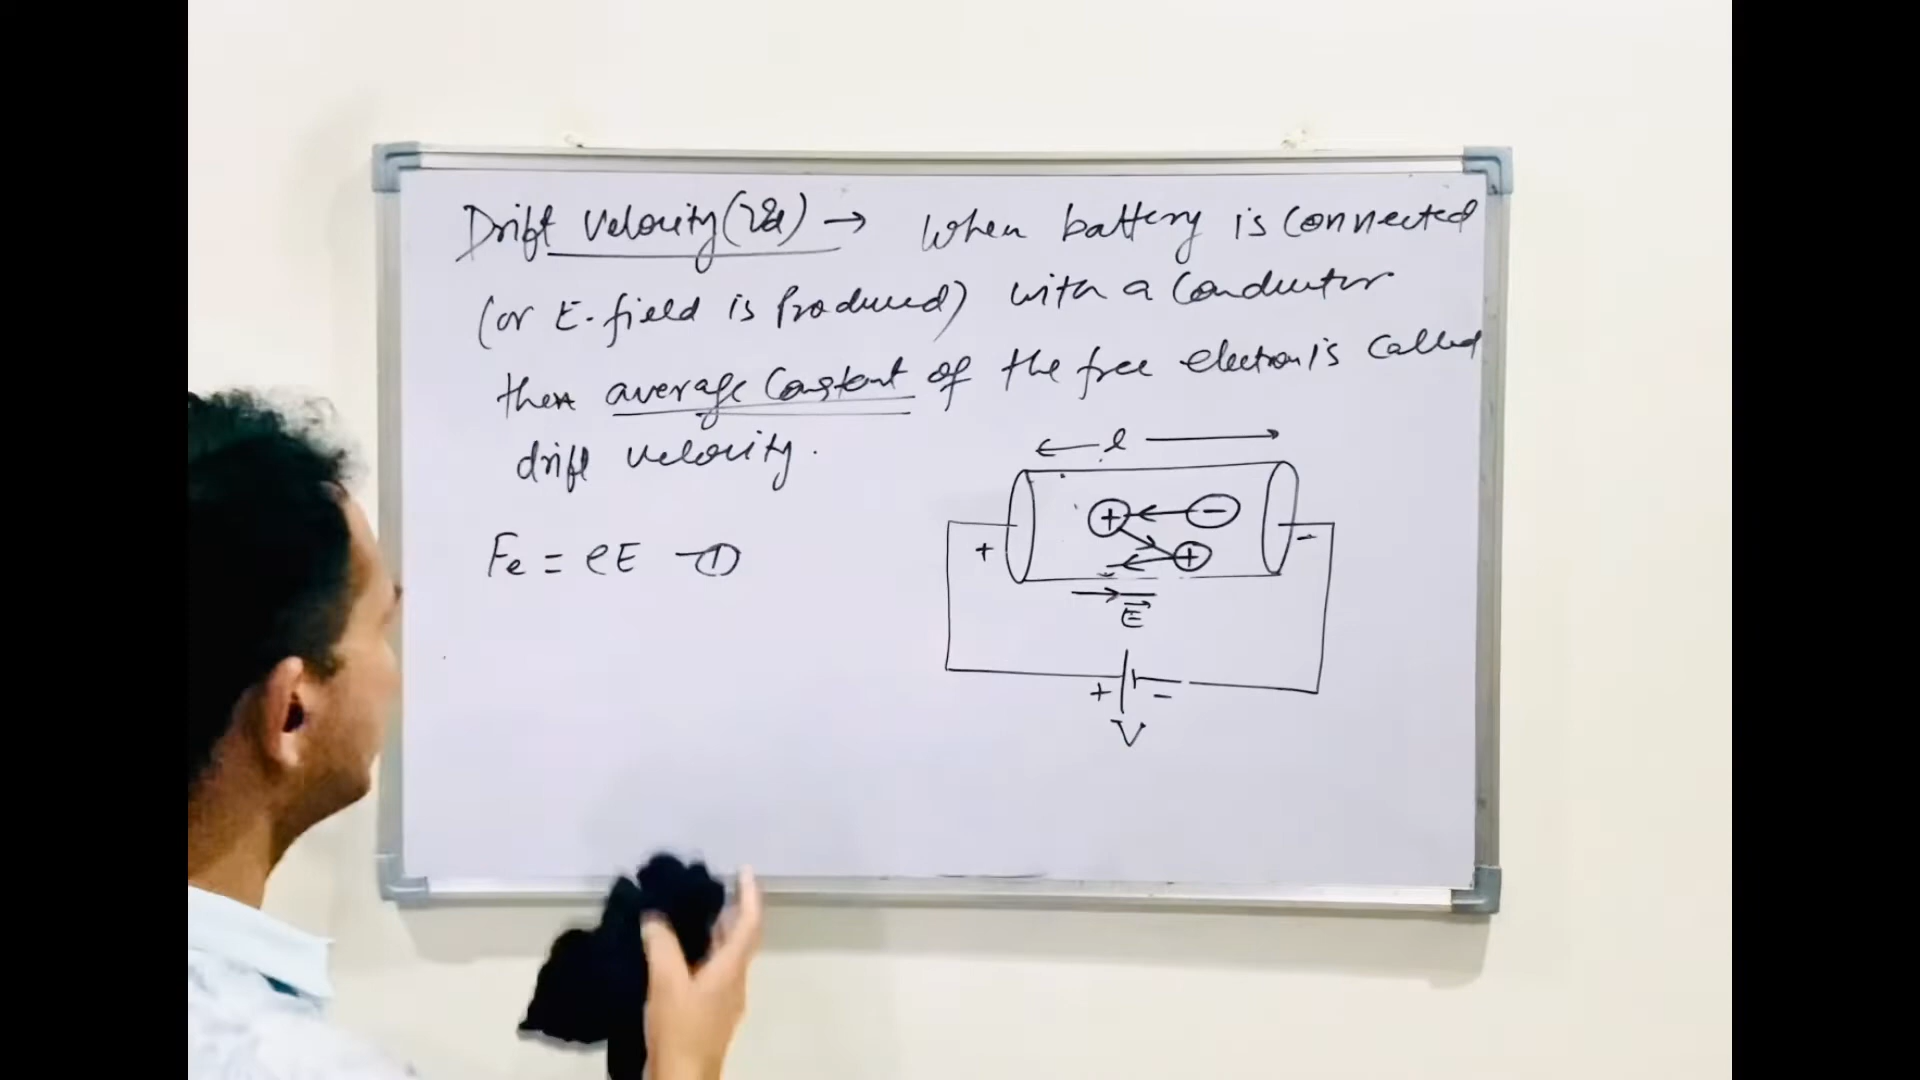 Drift Velocity (Vd) → When battery is connected
(or E-field is Produced) with a Conductor
then average Constant of the free electron is called
drift velocity.
l
+ -
+ -
+
Fe = eE -①
E
+ -
V